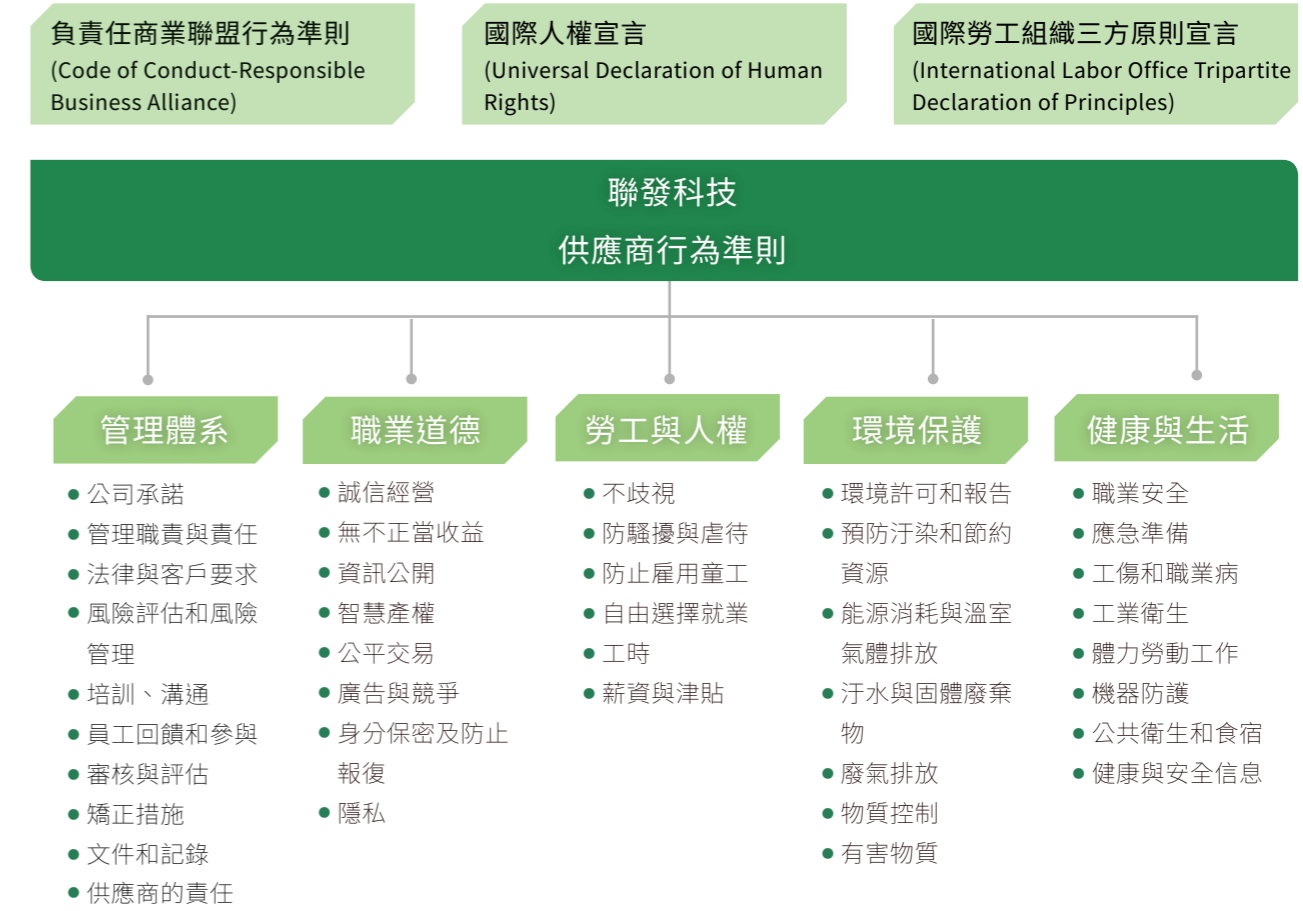 負責任商業聯盟行為準則
(Code of Conduct-Responsible
Business Alliance)
國際人權宣言
(Universal Declaration of Human
Rights)
國際勞工組織三方原則宣言
(International Labor Office Tripartite
Declaration of Principles)
聯發科技
供應商行為準則
管理體系
公司承諾
管理職責與責任
法律與客戶要求
風險評估和風險
管理
培訓、溝通
員工回饋和參與
審核與評估
矯正措施
文件和記錄
供應商的責任
職業道德
誠信經營
無不正當收益
資訊公開
智慧產權
公平交易
廣告與競爭
身分保密及防止
報復
隱私
勞工與人權
不歧視
防騷擾與虐待
防止雇用童工
自由選擇就業
工時
薪資與津貼
環境保護
環境許可和報告
預防汙染和節約
資源
能源消耗與溫室
氣體排放
汙水與固體廢棄
物
廢氣排放
物質控制
有害物質
健康與生活
職業安全
應急準備
工傷和職業病
工業衛生
體力勞動工作
機器防護
公共衛生和食宿
健康與安全信息